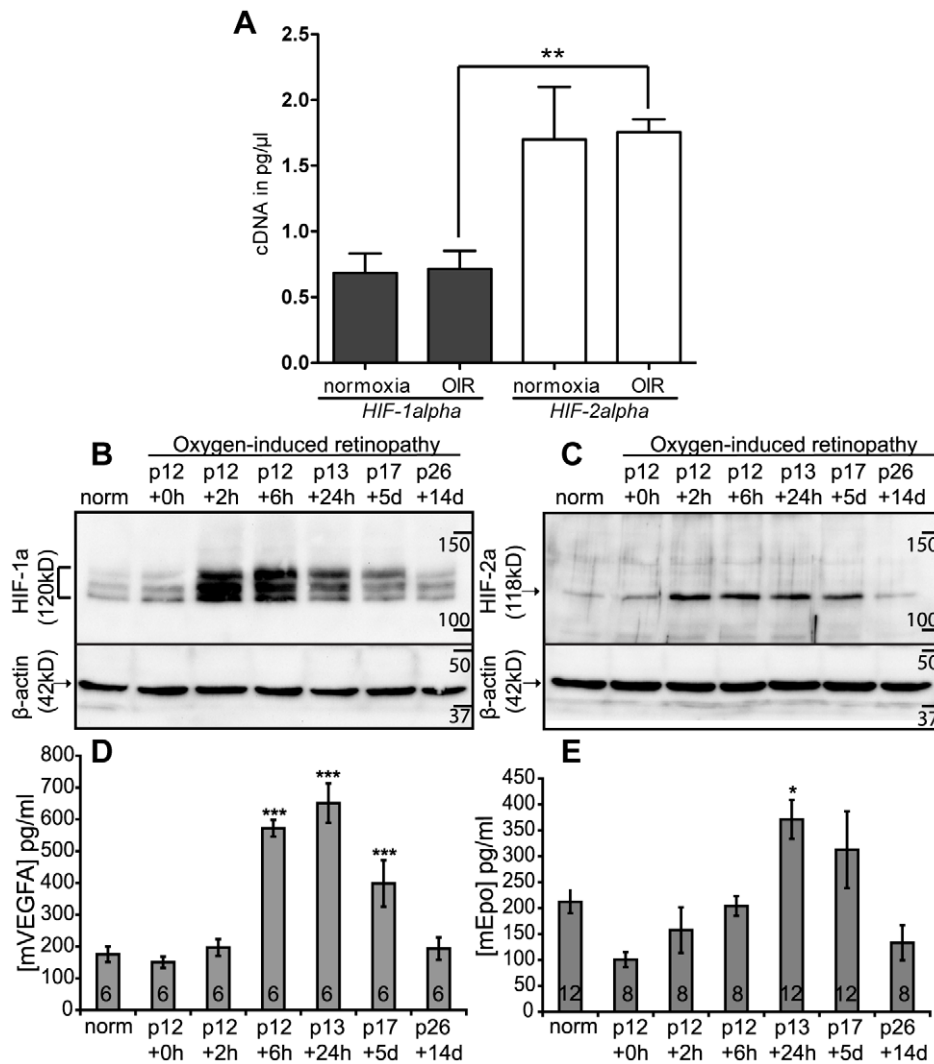 A
cDNA in pg/µl
2.5
2.0
1.5
1.0
0.5
0.0
**
normoxia OIR normoxia OIR
HIF-1alpha HIF-2alpha
B
Oxygen-induced retinopathy
p12 p12 p12 p13 p17 p26
norm +0h +2h +6h +24h +5d +14d
HIF-1a
(120kD)
150
100
β-actin
(42kD)
50
37
C
Oxygen-induced retinopathy
p12 p12 p12 p13 p17 p26
norm +0h +2h +6h +24h +5d +14d
HIF-2a
(118kD)
150
100
β-actin
(42kD)
50
37
D
[mVEGFA] pg/ml
800
700
600
500
400
300
200
100
0
*** *** ***
6 6 6 6 6 6 6
norm p12 p12 p12 p13 p17 p26
+0h +2h +6h +24h +5d +14d
E
[mEpo] pg/ml
450
400
350
300
250
200
150
100
50
0
*
12 8 8 8 12 12 8
norm p12 p12 p12 p13 p17 p26
+0h +2h +6h +24h +5d +14d